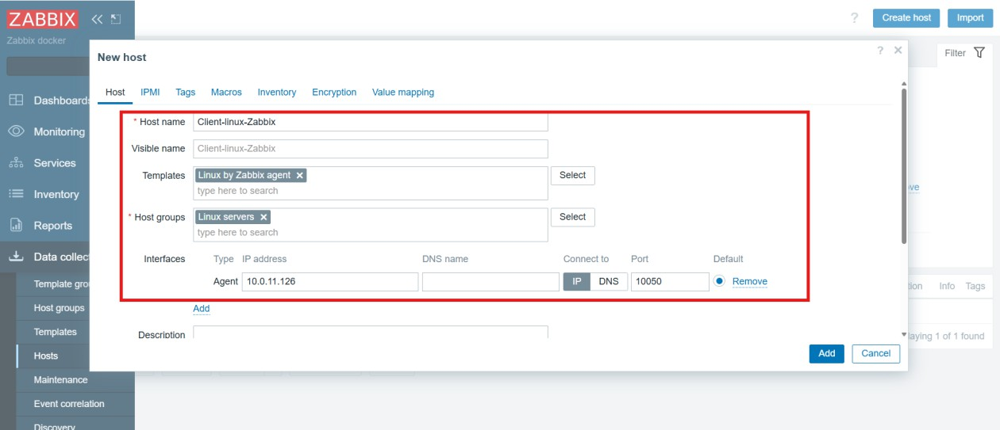 ZABBIX
Zabbix docker
? Create host Import
Filter
New host ?
Host IPMI Tags Macros Inventory Encryption Value mapping
* Host name Client-linux-Zabbix
Visible name Client-linux-Zabbix
Templates Linux by Zabbix agent Select
type here to search
* Host groups Linux servers Select
type here to search
Interfaces Type IP address DNS name Connect to Port Default
Agent 10.0.11.126 IP DNS 10050 Remove
Add
Description
Add Cancel
Dashboards
Monitoring
Services
Inventory
Reports
Data collect
Template grou
Host groups
Templates
Hosts
Maintenance
Event correlation
Discovery
ve
tion Info Tags
laying 1 of 1 found